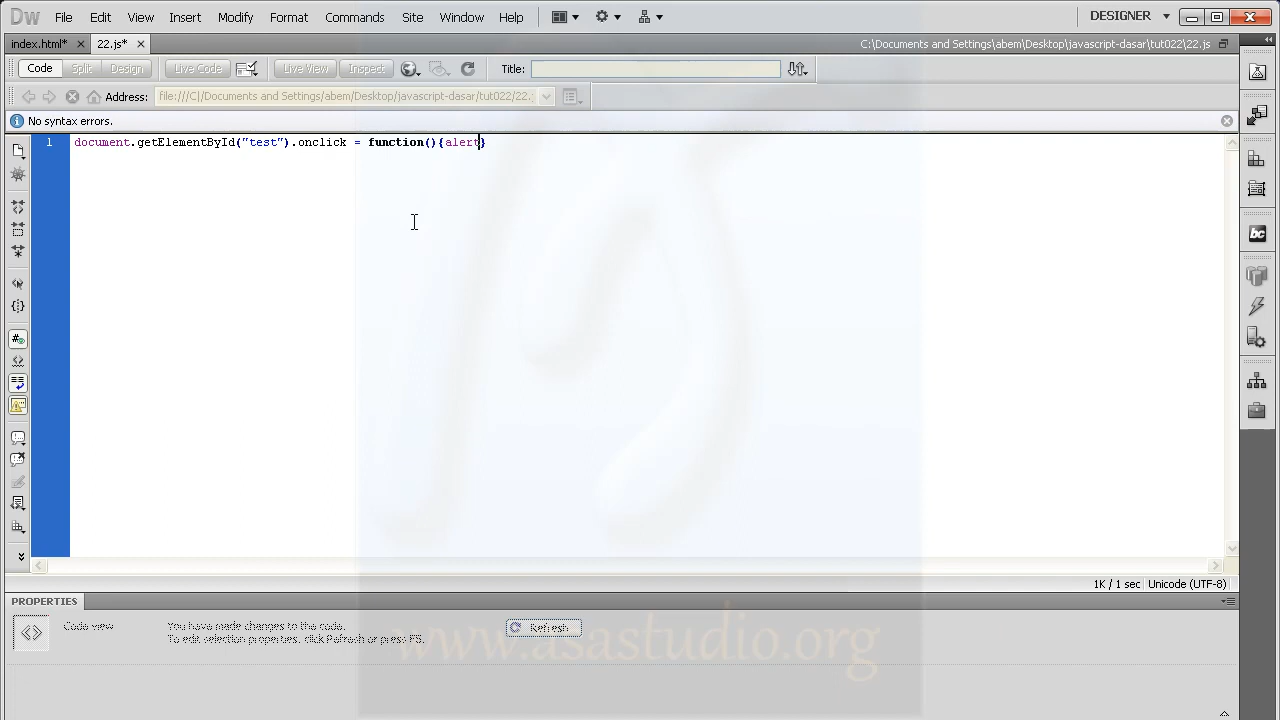 Dw File Edit View Insert Modify Format Commands Site Window Help DESIGNER
index.html* 22.js* C:\Documents and Settings\abem\Desktop\javascript-dasar\tut022\22.js
Code Split Design Live Code Live View Inspect Title:
Address: file:///C|/Documents and Settings/abem/Desktop/javascript-dasar/tut022/22.
No syntax errors.
1 document.getElementById("test").onclick = function(){alert}
bc
1K / 1 sec Unicode (UTF-8)
PROPERTIES
Code view You have made changes to the code. Refresh
To edit selection properties, click Refresh or press F5.
www.asastudio.org